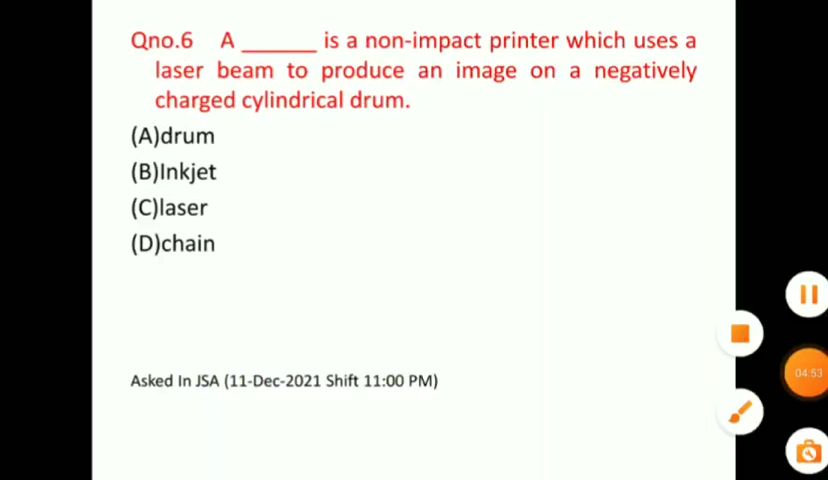 Qno.6 A ______ is a non-impact printer which uses a
laser beam to produce an image on a negatively
charged cylindrical drum.
(A)drum
(B)Inkjet
(C)laser
(D)chain
Asked In JSA (11-Dec-2021 Shift 11:00 PM)
04:53